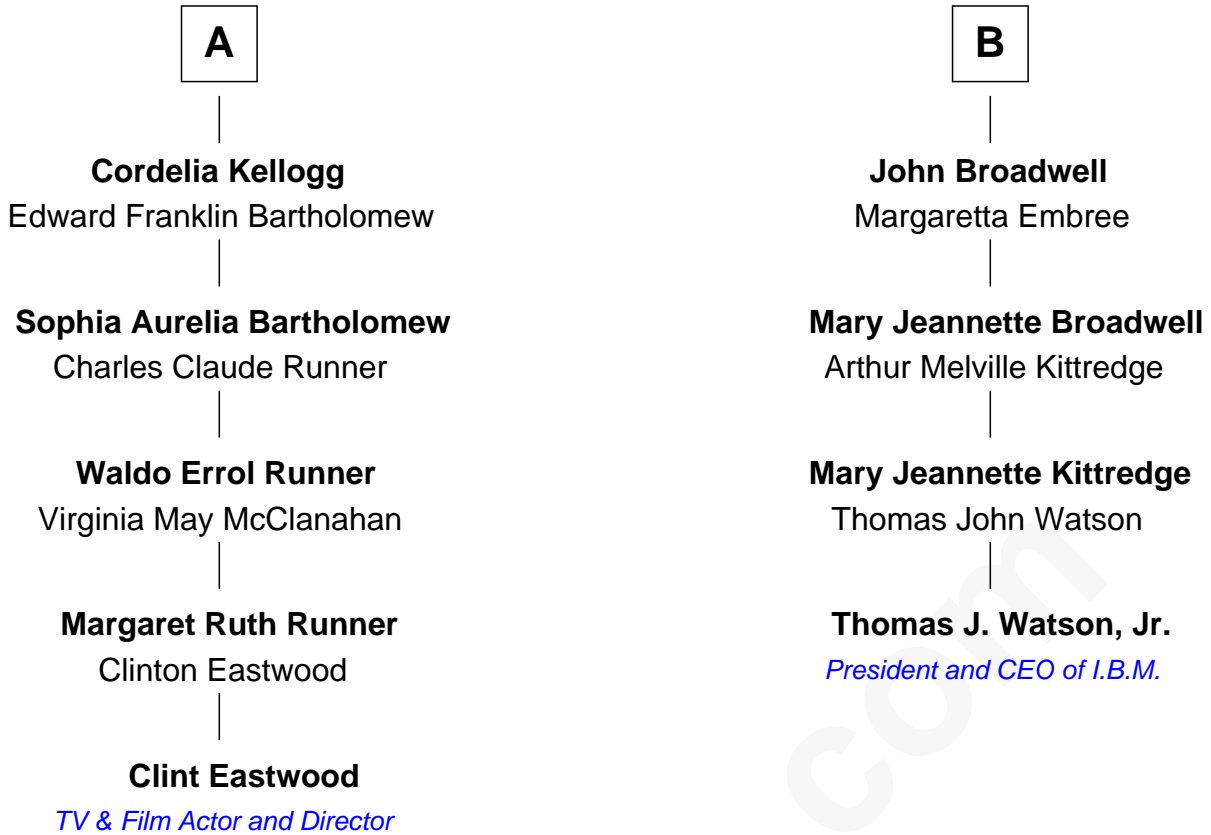 A
Cordelia Kellogg
Edward Franklin Bartholomew
Sophia Aurelia Bartholomew
Charles Claude Runner
Waldo Errol Runner
Virginia May McClanahan
Margaret Ruth Runner
Clinton Eastwood
Clint Eastwood
TV & Film Actor and Director
B
John Broadwell
Margaretta Embree
Mary Jeannette Broadwell
Arthur Melville Kittredge
Mary Jeannette Kittredge
Thomas John Watson
Thomas J. Watson, Jr.
President and CEO of I.B.M.
com